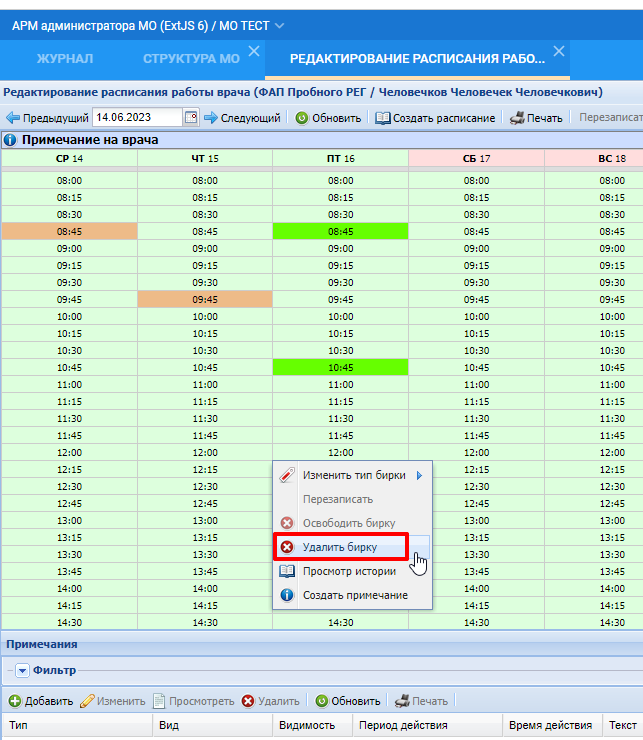 АРМ администратора МО (ExtJS 6) / МО ТЕСТ
ЖУРНАЛ СТРУКТУРА МО РЕДАКТИРОВАНИЕ РАСПИСАНИЯ РАБО...
Редактирование расписания работы врача (ФАП Пробного РЕГ / Человечков Человечек Человечкович)
Предыдущий 14.06.2023 Следующий Обновить Создать расписание Печать Перезаписат
Примечание на врача
СР 14 ЧТ 15 ПТ 16 СБ 17 ВС 18
08:00 08:00 08:00 08:00 08:00
08:15 08:15 08:15 08:15 08:15
08:30 08:30 08:30 08:30 08:30
08:45 08:45 08:45 08:45 08:45
09:00 09:00 09:00 09:00 09:00
09:15 09:15 09:15 09:15 09:15
09:30 09:30 09:30 09:30 09:30
09:45 09:45 09:45 09:45 09:45
10:00 10:00 10:00 10:00 10:00
10:15 10:15 10:15 10:15 10:15
10:30 10:30 10:30 10:30 10:30
10:45 10:45 10:45 10:45 10:45
11:00 11:00 11:00 11:00 11:00
11:15 11:15 11:15 11:15 11:15
11:30 11:30 11:30 11:30 11:30
11:45 11:45 11:45 11:45 11:45
12:00 12:00 12:00 12:00 12:00
12:15 12:15 12:15 12:15
12:30 12:30 12:30 12:30
12:45 12:45 12:45 12:45
13:00 13:00 13:00 13:00
13:15 13:15 13:15 13:15
13:30 13:30 13:30 13:30
13:45 13:45 13:45 13:45
14:00 14:00 14:00 14:00
14:15 14:15 14:15 14:15
14:30 14:30 14:30 14:30 14:30
Изменить тип бирки
Перезаписать
Освободить бирку
Удалить бирку
Просмотр истории
Создать примечание
Примечания
Фильтр
Добавить Изменить Просмотреть Удалить Обновить Печать
Тип Вид Видимость Период действия Время действия Текст